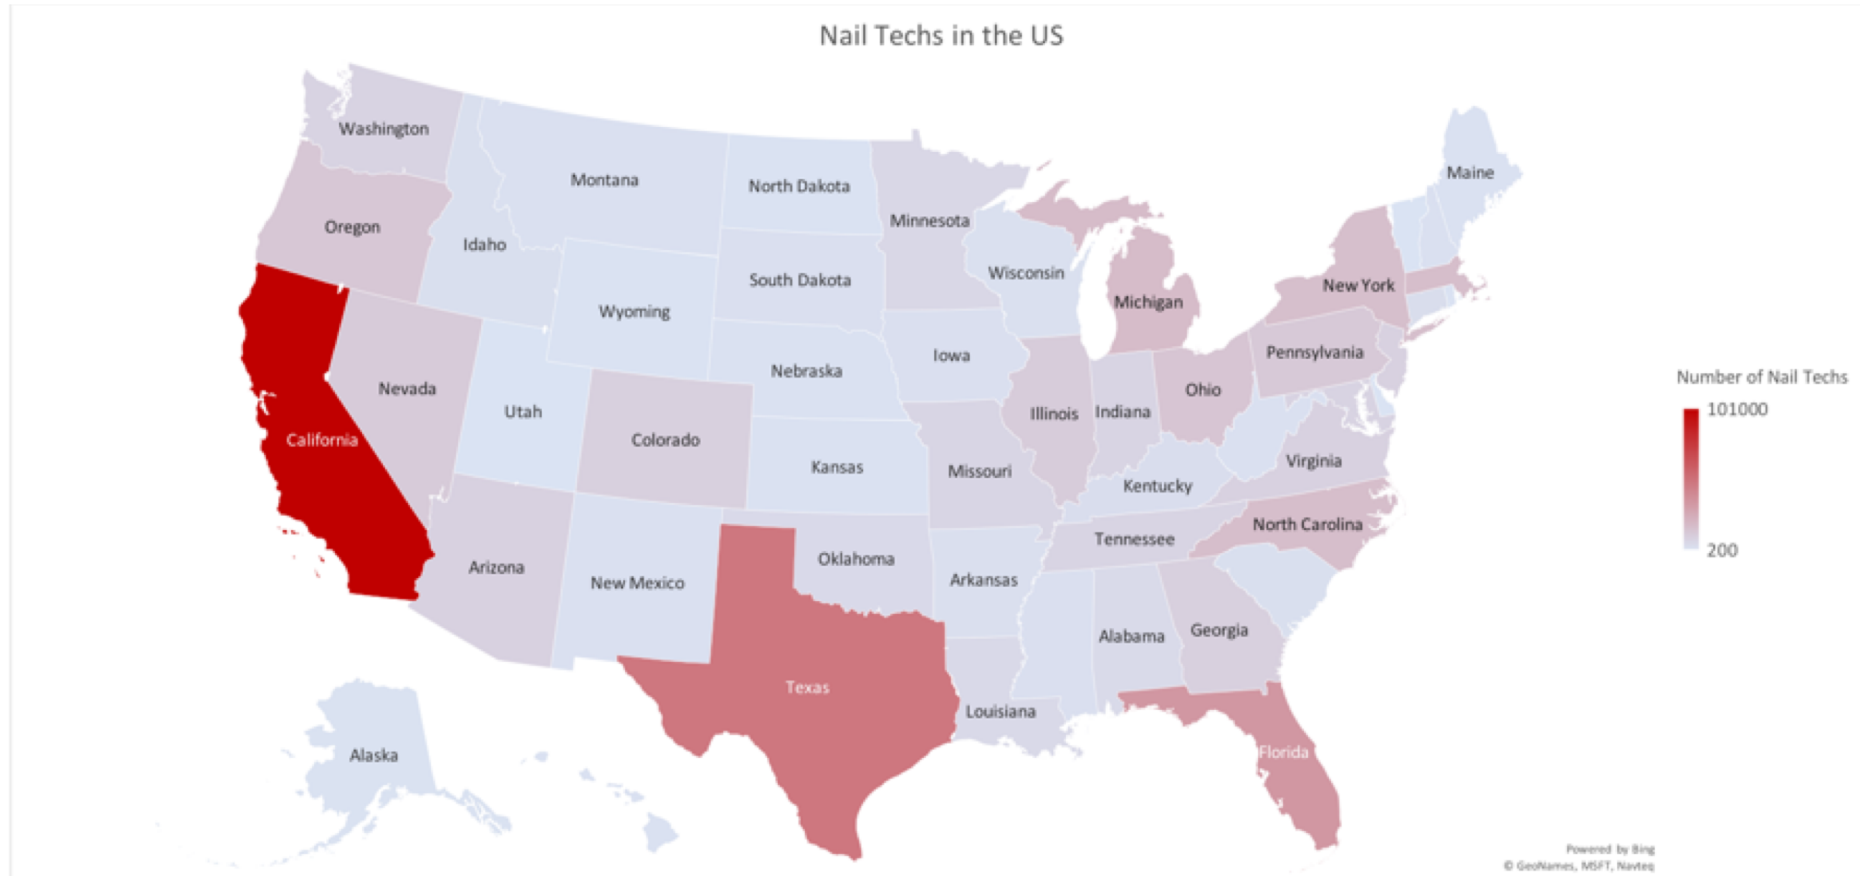 Nail Techs in the US
Washington
Montana
North Dakota
Minnesota
Maine
Oregon
Idaho
Wisconsin
South Dakota
Michigan
New York
Wyoming
Iowa
Pennsylvania
Nebraska
Nevada
Utah
Ohio
Illinois
Indiana
California
Colorado
Kansas
Missouri
Virginia
Kentucky
North Carolina
Tennessee
Arizona
New Mexico
Oklahoma
Arkansas
Alabama
Georgia
Texas
Louisiana
Florida
Alaska
Number of Nail Techs
101000
200
Powered by Bing
© GeoNames, MSFT, Navteq